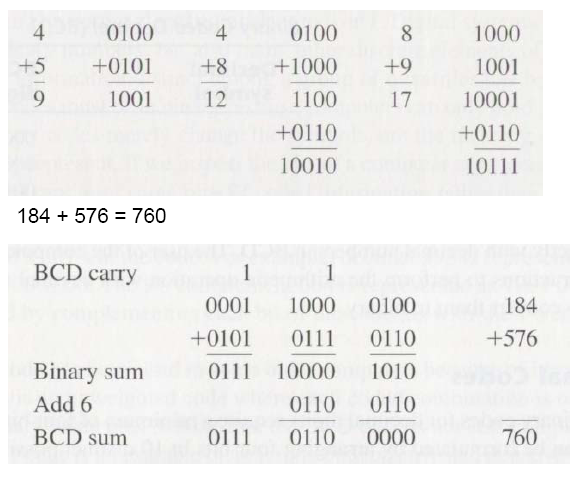 4 0100 4 0100 8 1000
+5 +0101 +8 +1000 +9 1001
9 1001 12 1100 17 10001
+0110 +0110
10010 10111
184 + 576 = 760
BCD carry 1 1
0001 1000 0100 184
+0101 0111 0110 +576
Binary sum 0111 10000 1010
Add 6 0110 0110
BCD sum 0111 0110 0000 760